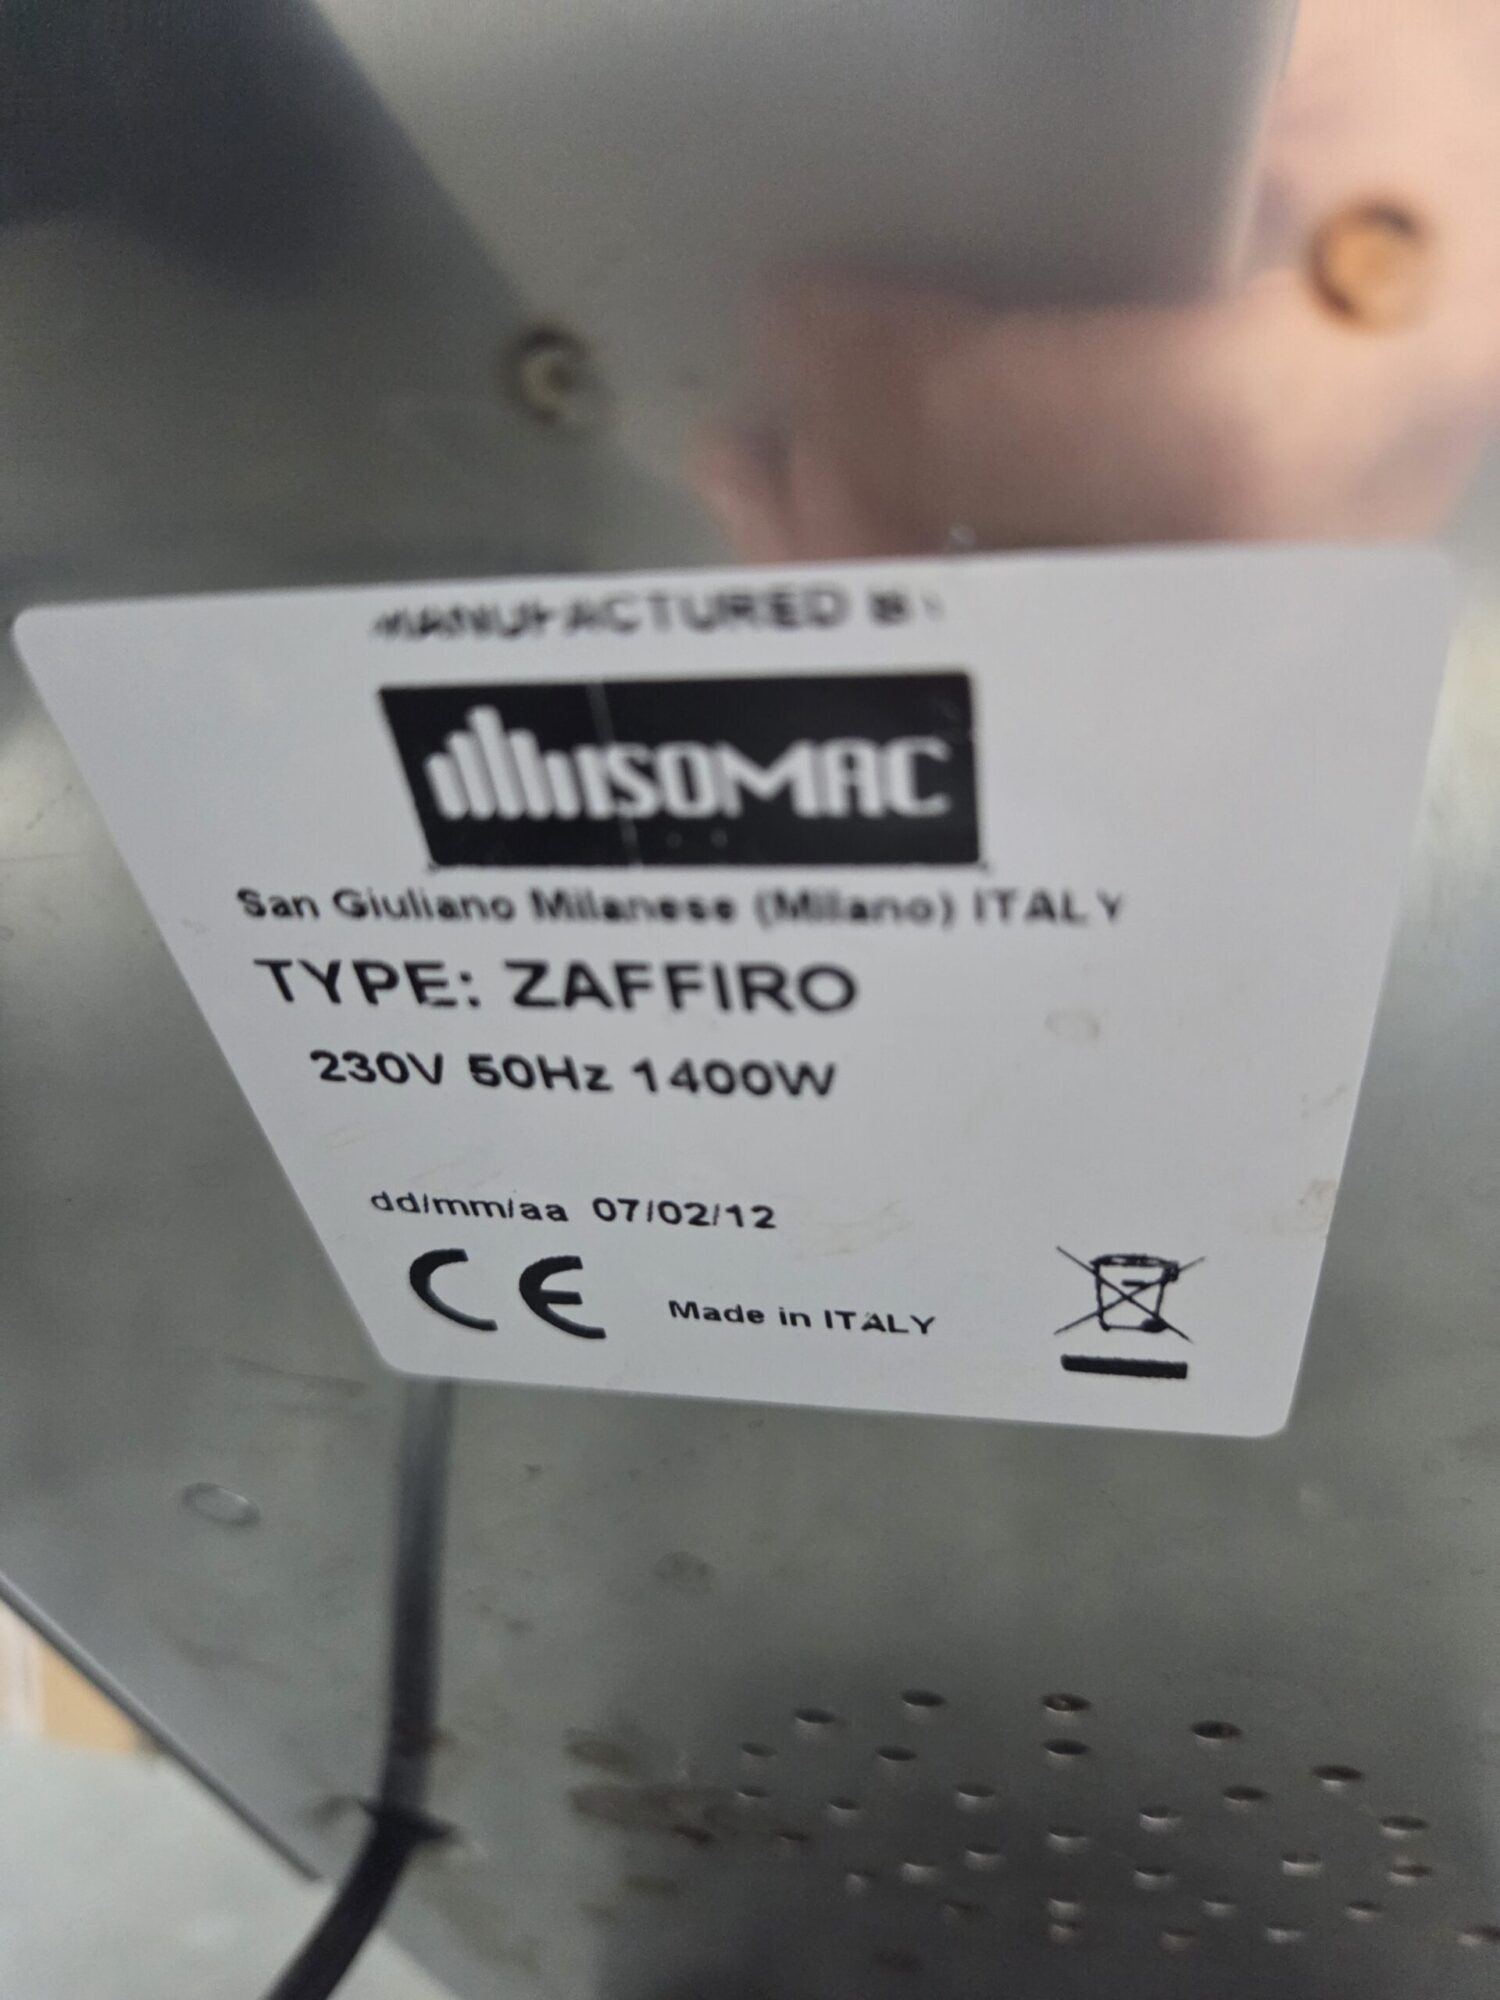 MANUFACTURED BY
ISOMAC
San Giuliano Milanese (Milano) ITALY
TYPE: ZAFFIRO
230V 50Hz 1400W
dd/mm/aa 07/02/12
CE Made in ITALY